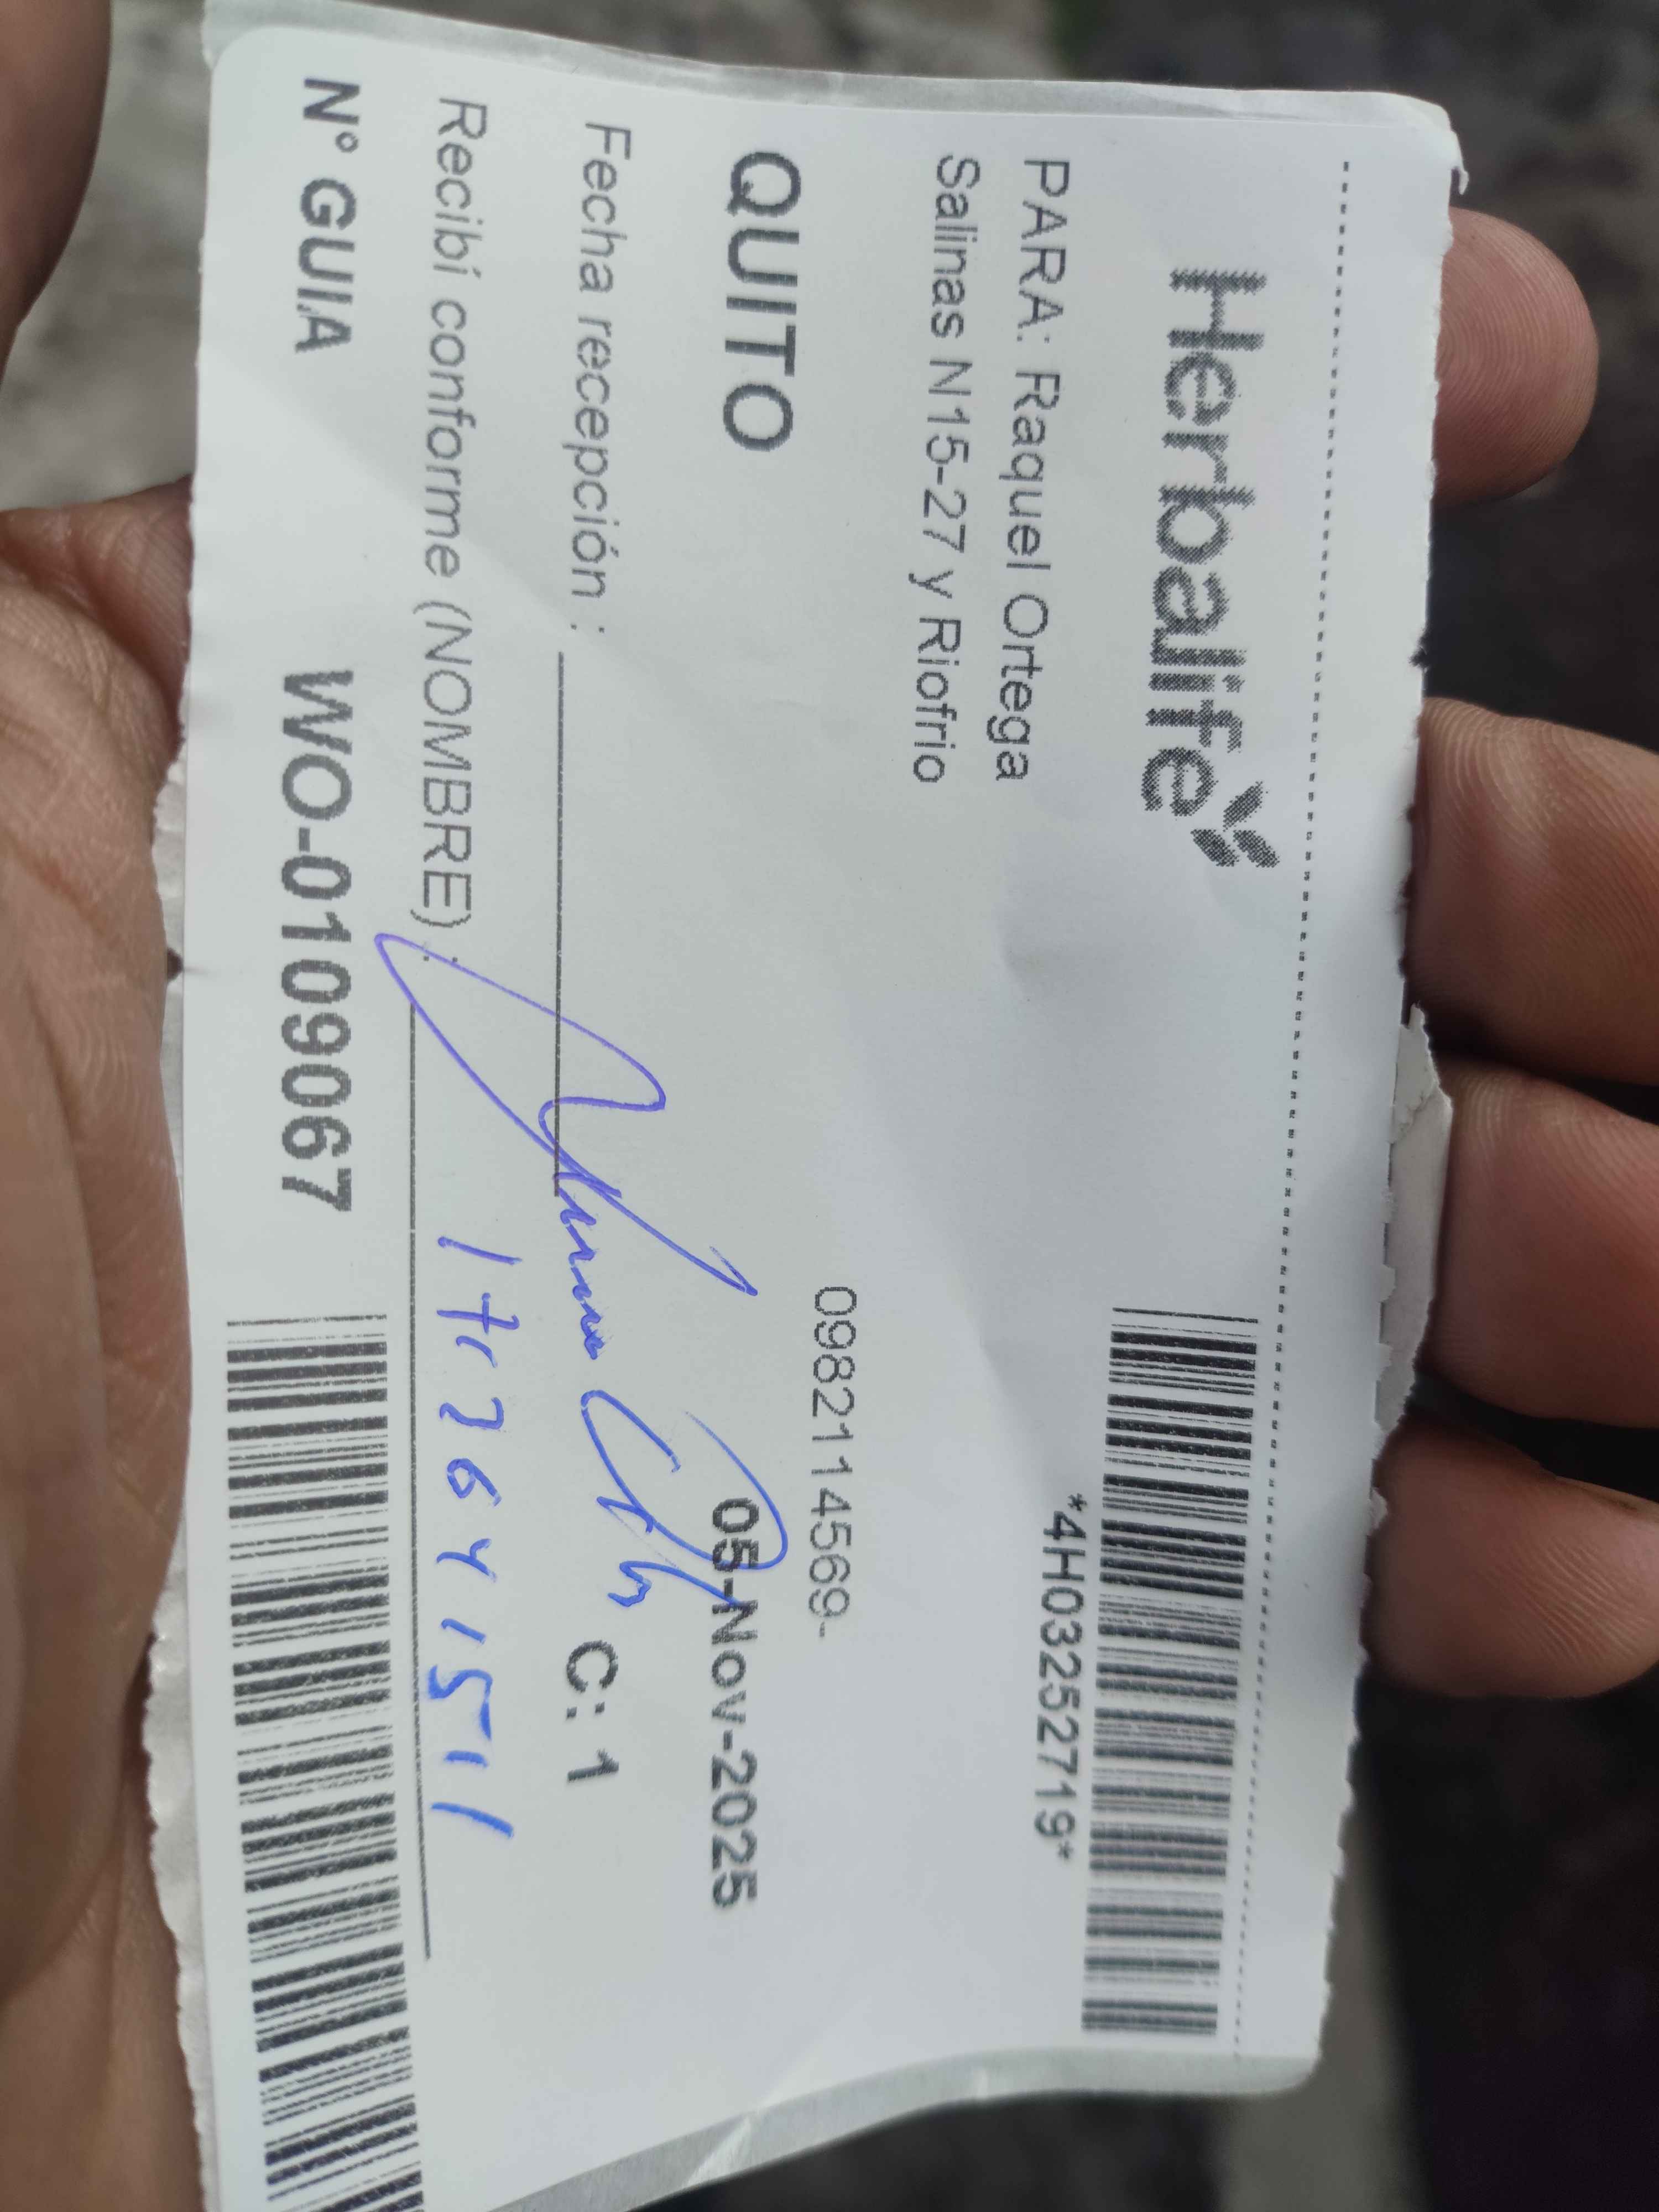 Herbalife
*4H03252719*
PARA: Raquel Ortega
Salinas N15-27 y Riofrio
0982114569-
QUITO
05-Nov-2025
Fecha recepción :
C: 1
Recibí conforme (NOMBRE) :
N° GUIA WO-0109067